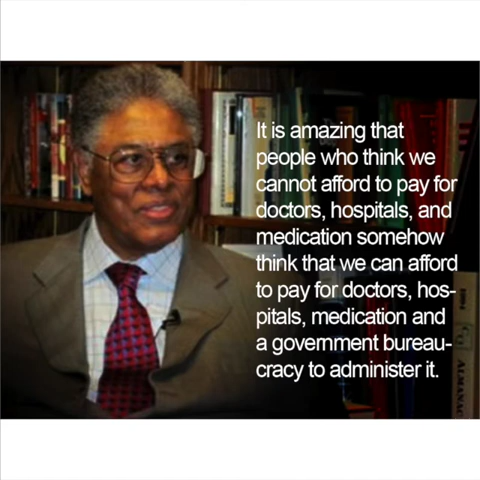 It is amazing that
people who think we
cannot afford to pay for
doctors, hospitals, and
medication somehow
think that we can afford
to pay for doctors, hos-
pitals, medication and
a government bureau-
cracy to administer it.
ALMANAC